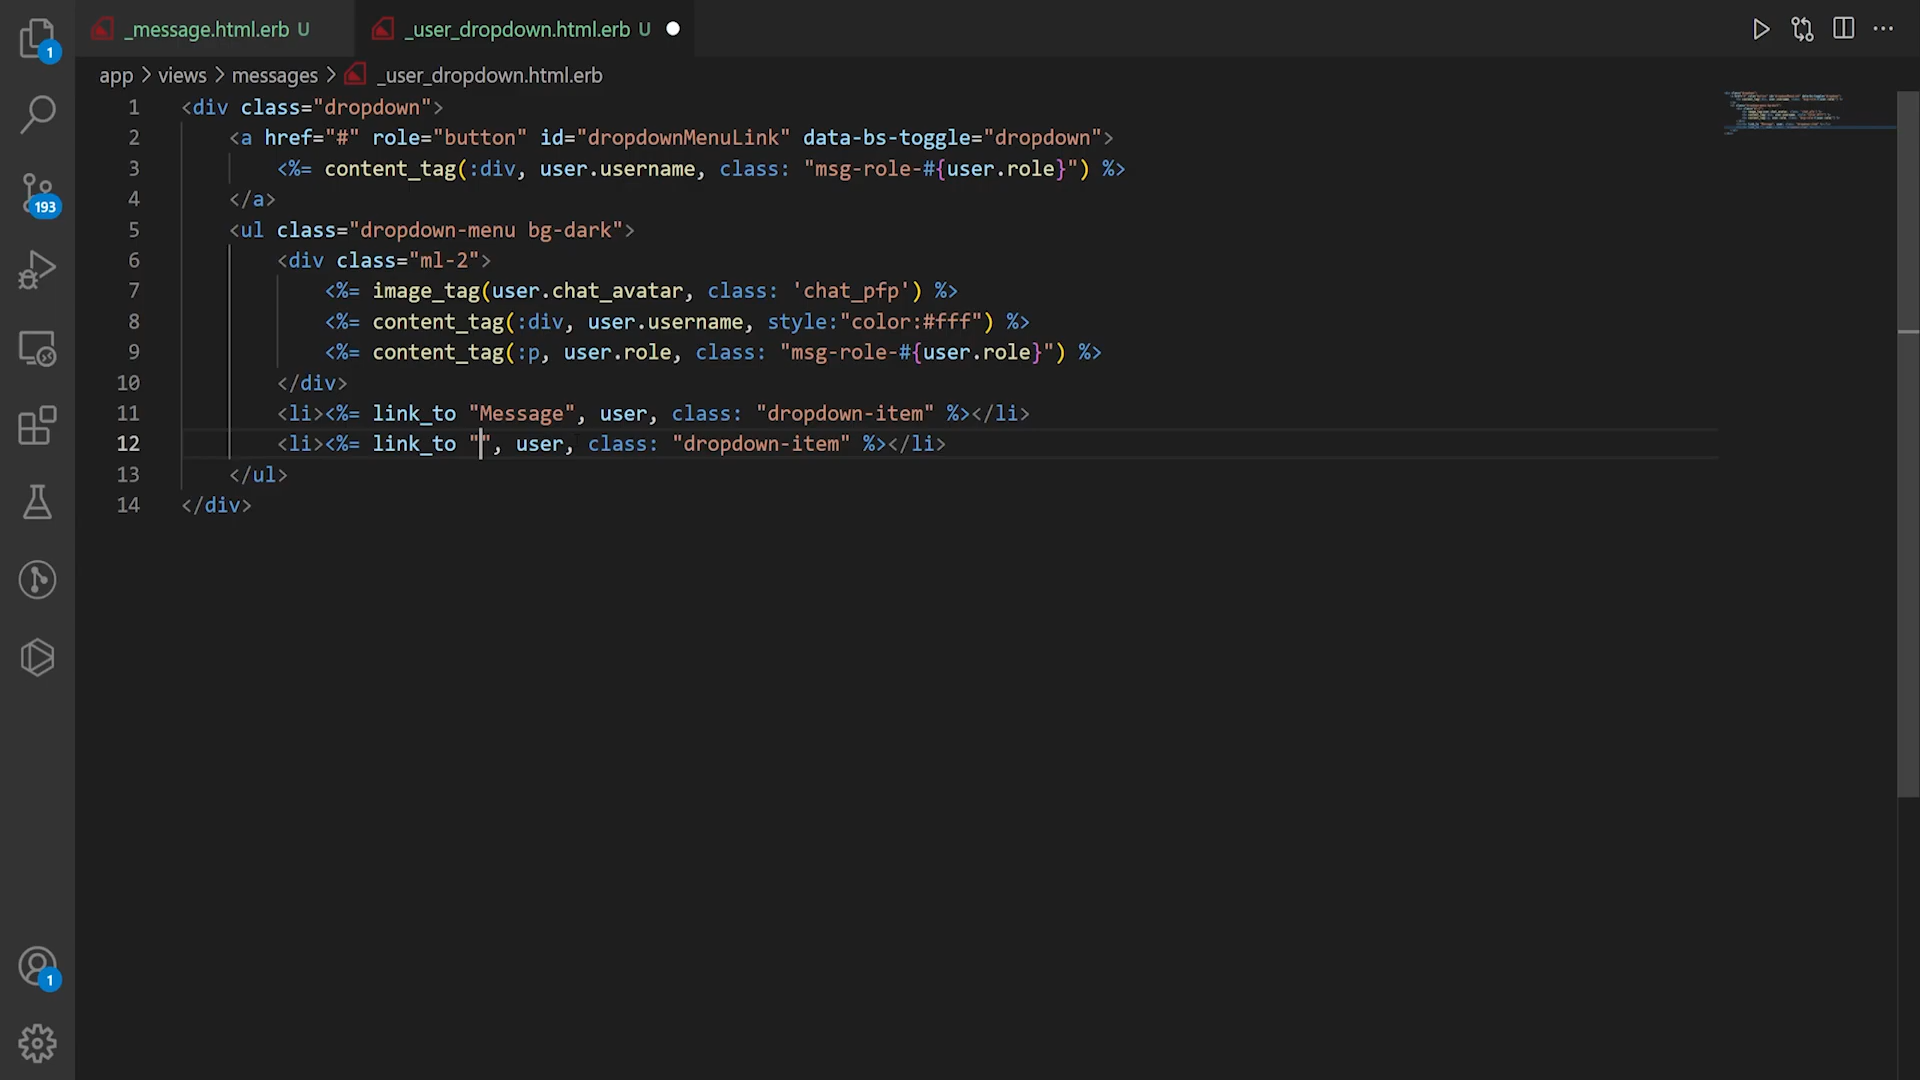 _message.html.erb U
_user_dropdown.html.erb U
app > views > messages > _user_dropdown.html.erb
1 <div class="dropdown">
2 <a href="#" role="button" id="dropdownMenuLink" data-bs-toggle="dropdown">
3 <%= content_tag(:div, user.username, class: "msg-role-#{user.role}") %>
4 </a>
5 <ul class="dropdown-menu bg-dark">
6 <div class="ml-2">
7 <%= image_tag(user.chat_avatar, class: 'chat_pfp') %>
8 <%= content_tag(:div, user.username, style:"color:#fff") %>
9 <%= content_tag(:p, user.role, class: "msg-role-#{user.role}") %>
10 </div>
11 <li><%= link_to "Message", user, class: "dropdown-item" %></li>
12 <li><%= link_to "", user, class: "dropdown-item" %></li>
13 </ul>
14 </div>
1
193
1